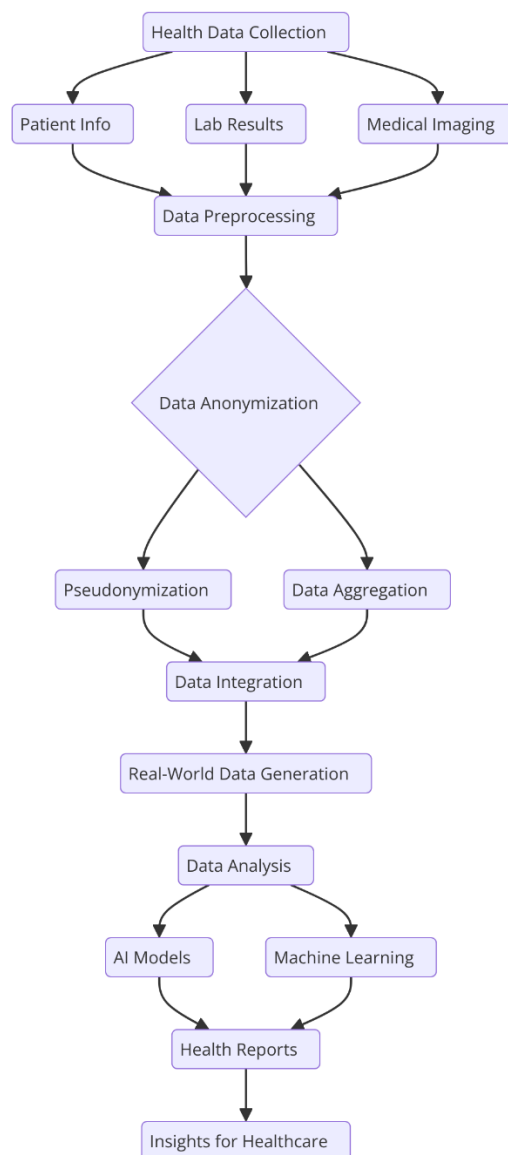 Health Data Collection
Patient Info
Lab Results
Medical Imaging
Data Preprocessing
Data Anonymization
Pseudonymization
Data Aggregation
Data Integration
Real-World Data Generation
Data Analysis
AI Models
Machine Learning
Health Reports
Insights for Healthcare